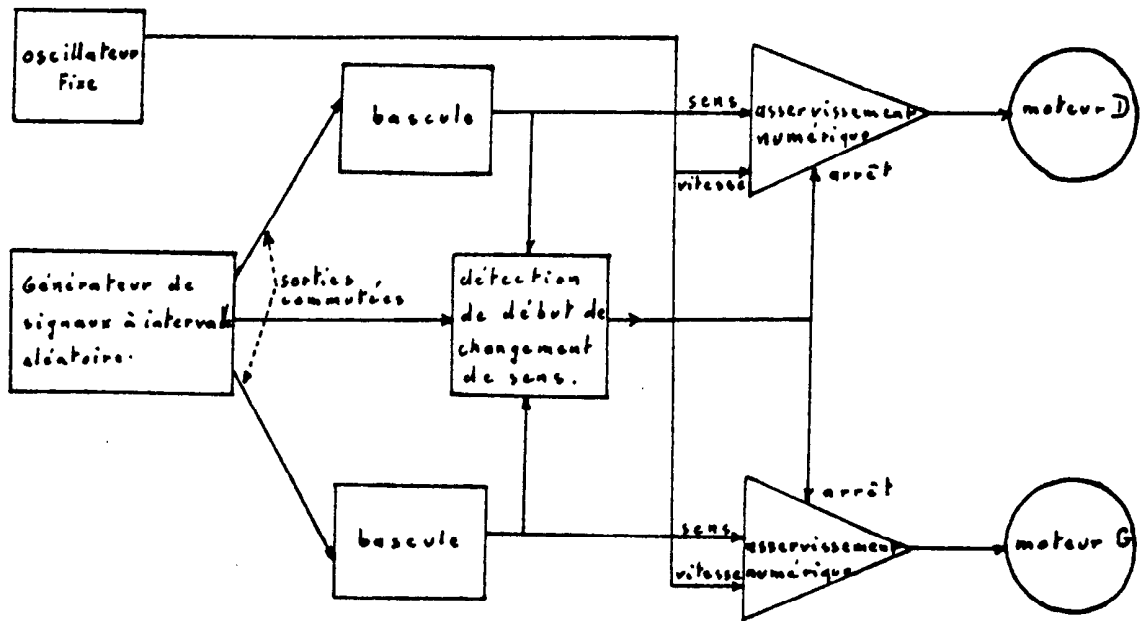 oscillateur
Fixe
bascule
sens
asservissement
numérique
vitesse
arrêt
moteur D
Générateur de
signaux à interval
aléatoire.
sorties
commutées
détection
de début de
changement
de sens.
bascule
sens
asservissement
vitesse
numérique
arrêt
moteur G